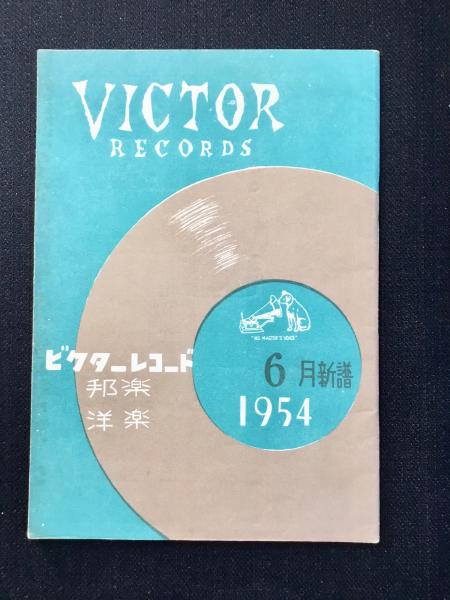 VICTOR
RECORDS
"HIS MASTER'S VOICE"
ビクターレコード
邦楽
洋楽
6月新譜
1954